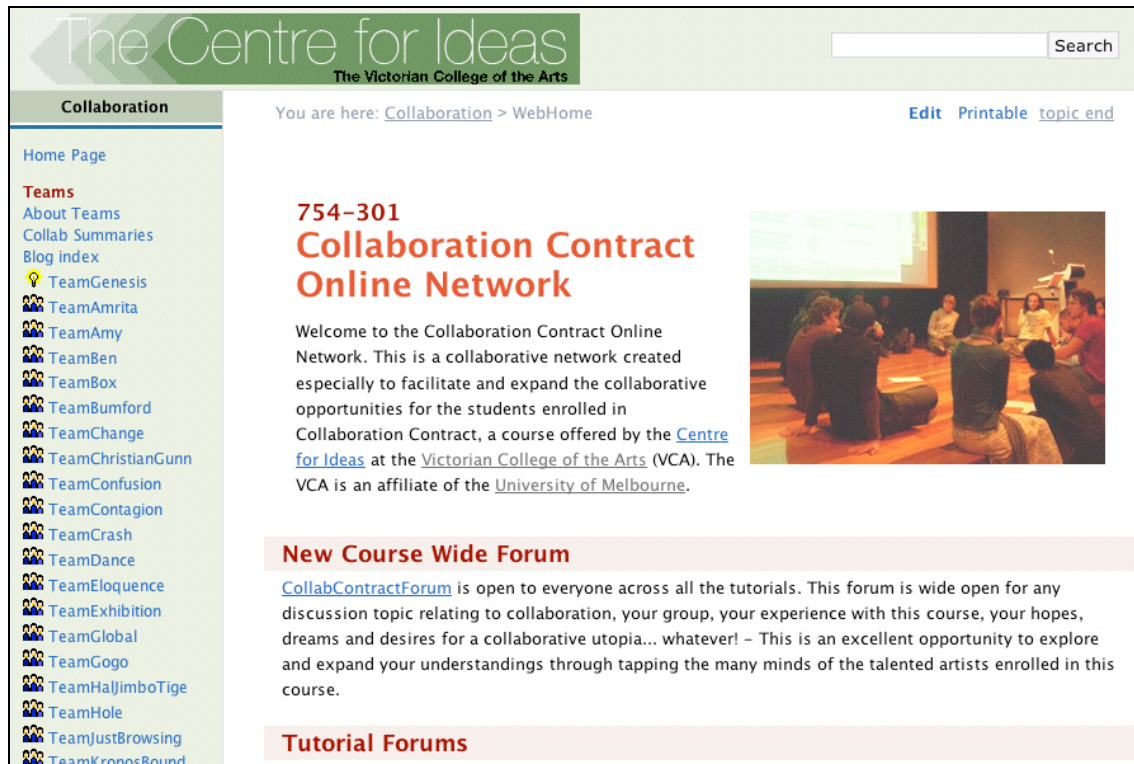 The Centre for Ideas
The Victorian College of the Arts
Search
Collaboration
You are here: Collaboration > WebHome
Edit Printable topic end
Home Page
Teams
About Teams
Collab Summaries
Blog index
TeamGenesis
TeamAmrita
TeamAmy
TeamBen
TeamBox
TeamBumford
TeamChange
TeamChristianGunn
TeamConfusion
TeamContagion
TeamCrash
TeamDance
TeamEloquence
TeamExhibition
TeamGlobal
TeamGogo
TeamHalJimboTige
TeamHole
TeamJustBrowsing
TeamKronosBound
754-301
Collaboration Contract
Online Network
Welcome to the Collaboration Contract Online
Network. This is a collaborative network created
especially to facilitate and expand the collaborative
opportunities for the students enrolled in
Collaboration Contract, a course offered by the Centre
for Ideas at the Victorian College of the Arts (VCA). The
VCA is an affiliate of the University of Melbourne.
New Course Wide Forum
CollabContractForum is open to everyone across all the tutorials. This forum is wide open for any
discussion topic relating to collaboration, your group, your experience with this course, your hopes,
dreams and desires for a collaborative utopia... whatever! – This is an excellent opportunity to explore
and expand your understandings through tapping the many minds of the talented artists enrolled in this
course.
Tutorial Forums